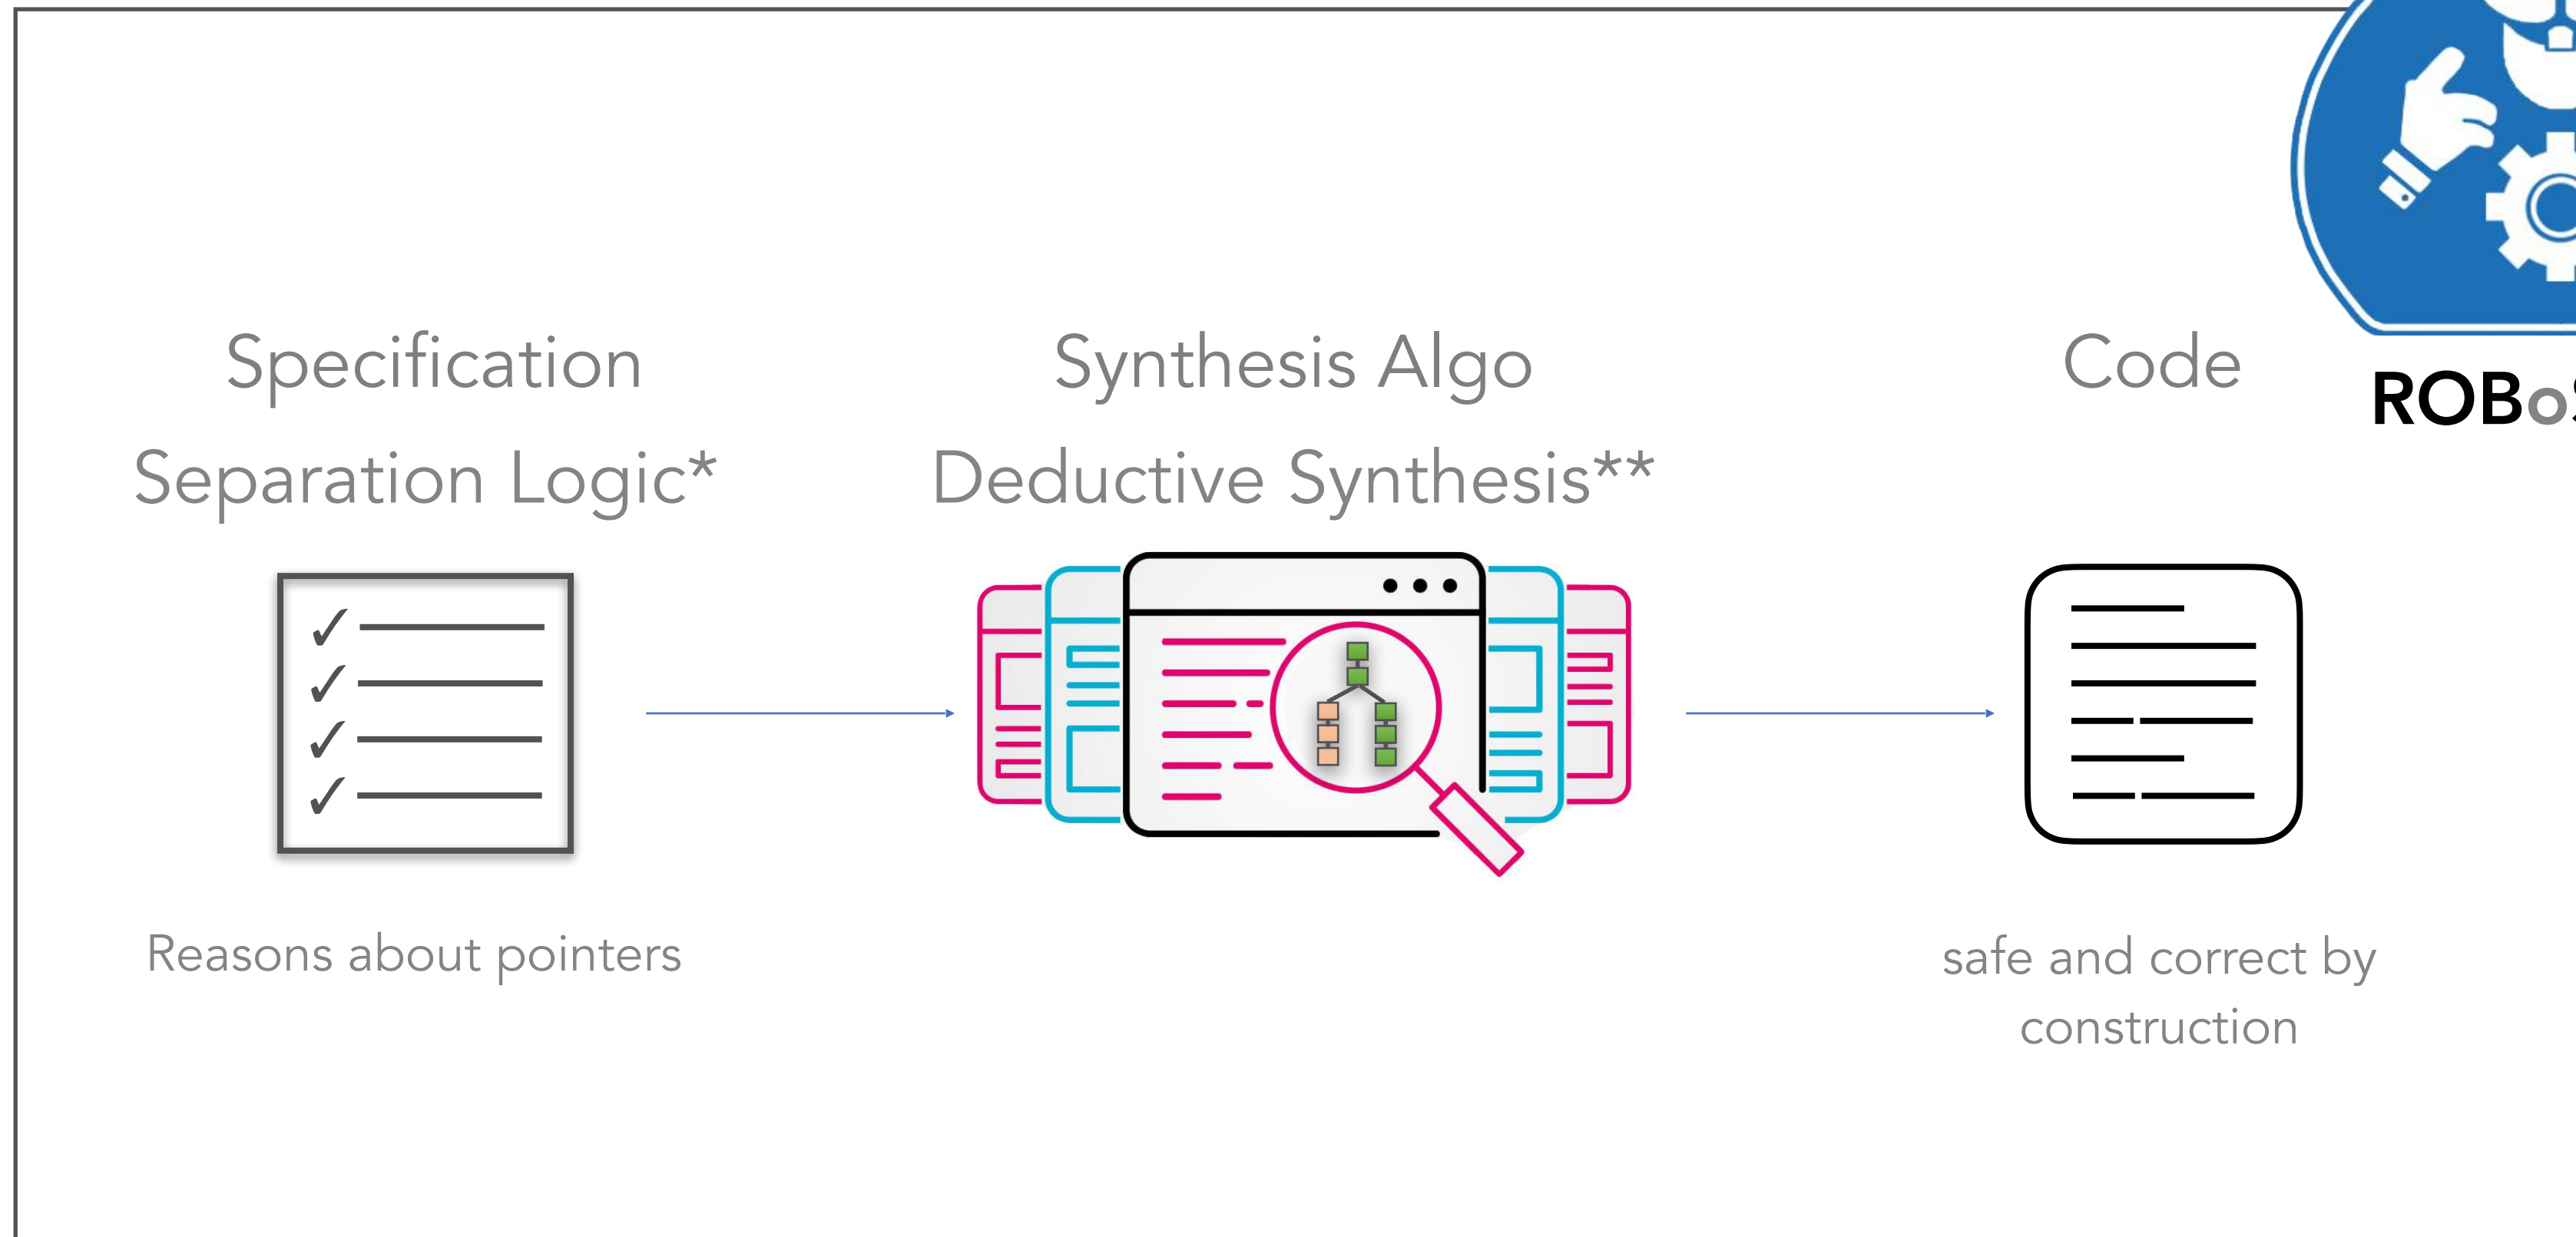 Specification
Separation Logic*
Synthesis Algo
Deductive Synthesis**
Code
Reasons about pointers
safe and correct by
construction